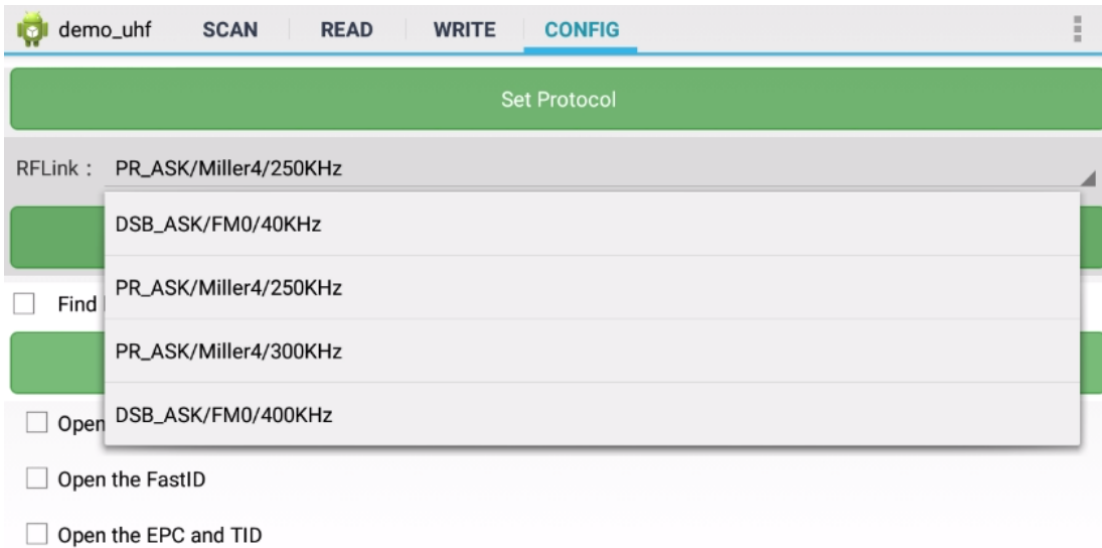 demo_uhf SCAN READ WRITE CONFIG
Set Protocol
RFLink : PR_ASK/Miller4/250KHz
DSB_ASK/FM0/40KHz
PR_ASK/Miller4/250KHz
Find
PR_ASK/Miller4/300KHz
DSB_ASK/FM0/400KHz
Open
Open the FastID
Open the EPC and TID